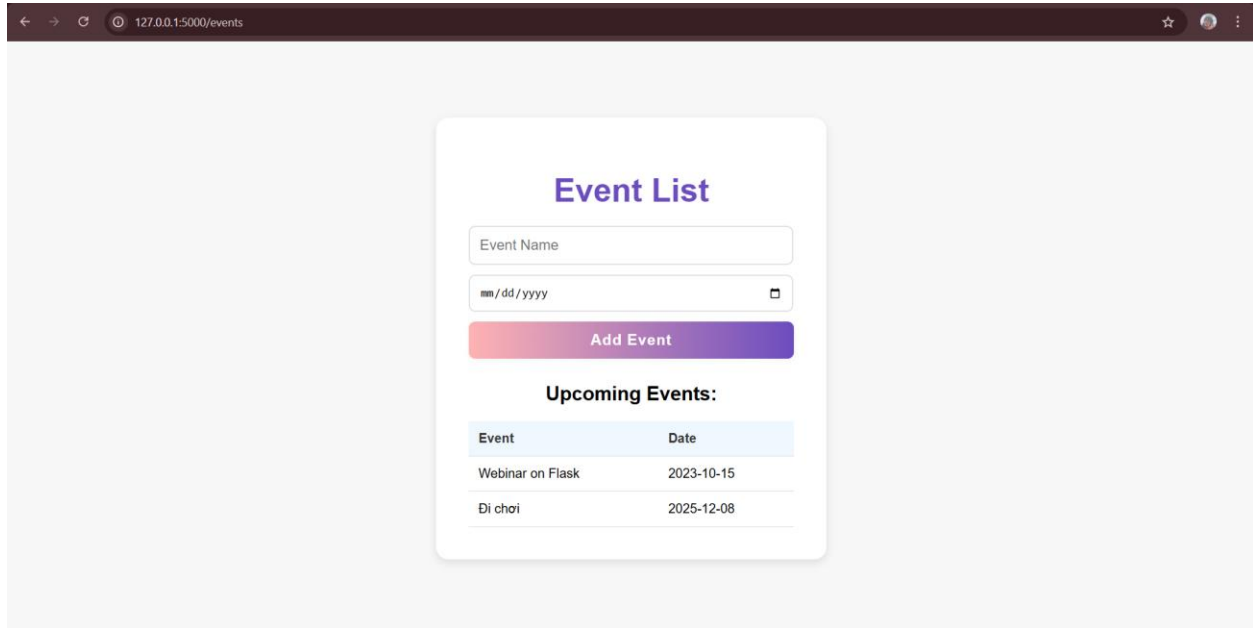 127.0.0.1:5000/events
Event List
Event Name
mm/dd/yyyy
Add Event
Upcoming Events:
Event Date
Webinar on Flask 2023-10-15
Đi chơi 2025-12-08